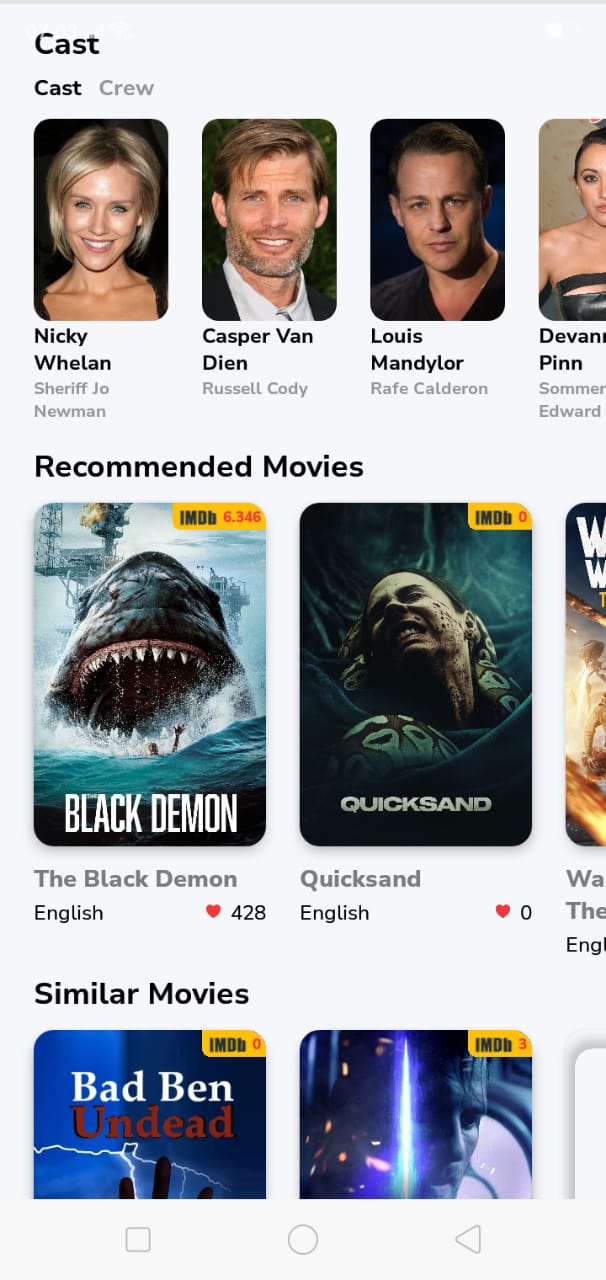 Cast
Cast Crew
Nicky
Whelan
Sheriff Jo
Newman
Casper Van
Dien
Russell Cody
Louis
Mandylor
Rafe Calderon
Devann
Pinn
Sommer
Edward
Recommended Movies
IMDb 6.346
THE
BLACK DEMON
The Black Demon
English 428
IMDb 0
QUICKSAND
Quicksand
English 0
W
W
T
Wa
The
Engl
Similar Movies
IMDb 0
Bad Ben
Undead
IMDb 3